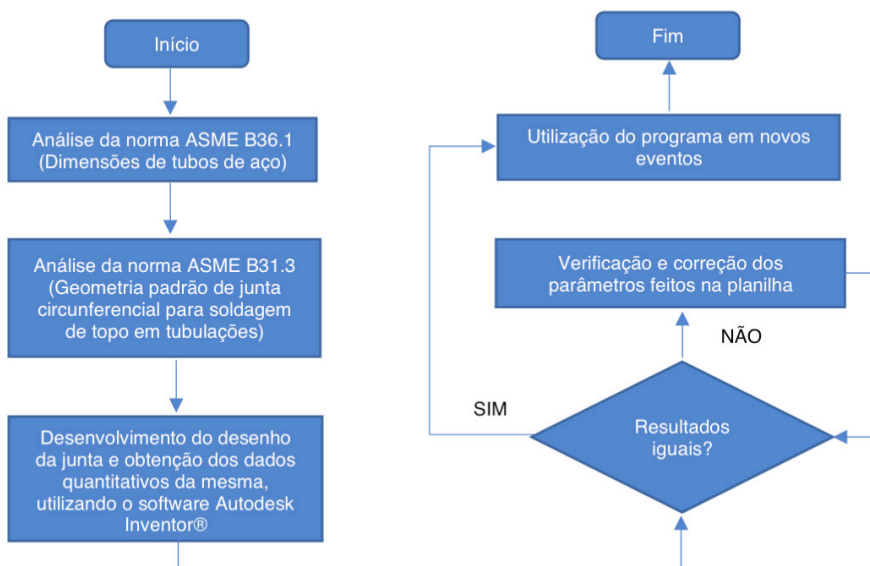 Início
Análise da norma ASME B36.1
(Dimensões de tubos de aço)
Análise da norma ASME B31.3
(Geometria padrão de junta
circunferencial para soldagem
de topo em tubulações)
Desenvolvimento do desenho
da junta e obtenção dos dados
quantitativos da mesma,
utilizando o software Autodesk
Inventor®
Fim
Utilização do programa em novos
eventos
Verificação e correção dos
parâmetros feitos na planilha
NÃO
SIM
Resultados
iguais?